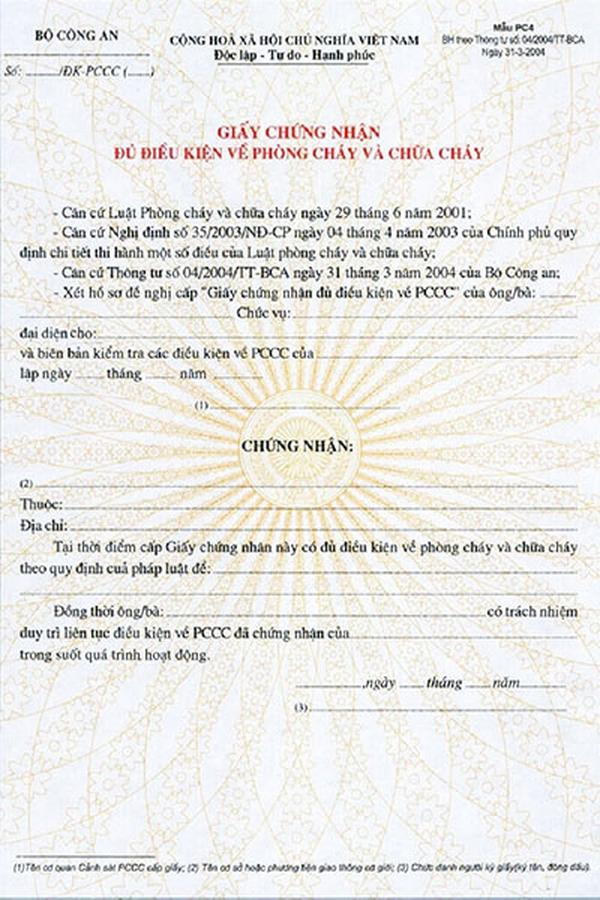 BỘ CÔNG AN
CỘNG HOÀ XÃ HỘI CHỦ NGHĨA VIỆT NAM
Độc lập - Tự do - Hạnh phúc
Mẫu PC4
BH theo Thông tư số: 04/2004/TT-BCA
Ngày 31-3-2004
Số: ........./ĐK-PCCC (......)
GIẤY CHỨNG NHẬN
ĐỦ ĐIỀU KIỆN VỀ PHÒNG CHÁY VÀ CHỮA CHÁY
- Căn cứ Luật Phòng cháy và chữa cháy ngày 29 tháng 6 năm 2001;
- Căn cứ Nghị định số 35/2003/NĐ-CP ngày 04 tháng 4 năm 2003 của Chính phủ quy
định chi tiết thi hành một số điều của Luật phòng cháy và chữa cháy;
- Căn cứ Thông tư số 04/2004/TT-BCA ngày 31 tháng 3 năm 2004 của Bộ Công an;
- Xét hồ sơ đề nghị cấp "Giấy chứng nhận đủ điều kiện về PCCC" của ông/bà: .........
Chức vụ:
đại diện cho:
và biên bản kiểm tra các điều kiện về PCCC của
lập ngày ....... tháng ....... năm ...........
(1)
CHỨNG NHẬN:
(2)
Thuộc:
Địa chỉ:
Tại thời điểm cấp Giấy chứng nhân này có đủ điều kiện về phòng cháy và chữa cháy
theo quy định cuả pháp luật để:
Đồng thời ông/bà: có trách nhiệm
duy trì liên tục điều kiện về PCCC đã chứng nhận của
trong suốt quá trình hoạt động.
..............,ngày ...... tháng ...... năm..........
(3)
(1)Tên cơ quan Cảnh sát PCCC cấp giấy; (2) Tên cơ sở hoặc phương tiện giao thông cơ giới; (3) Chức danh người ký giấy(ký tên, đóng dấu).